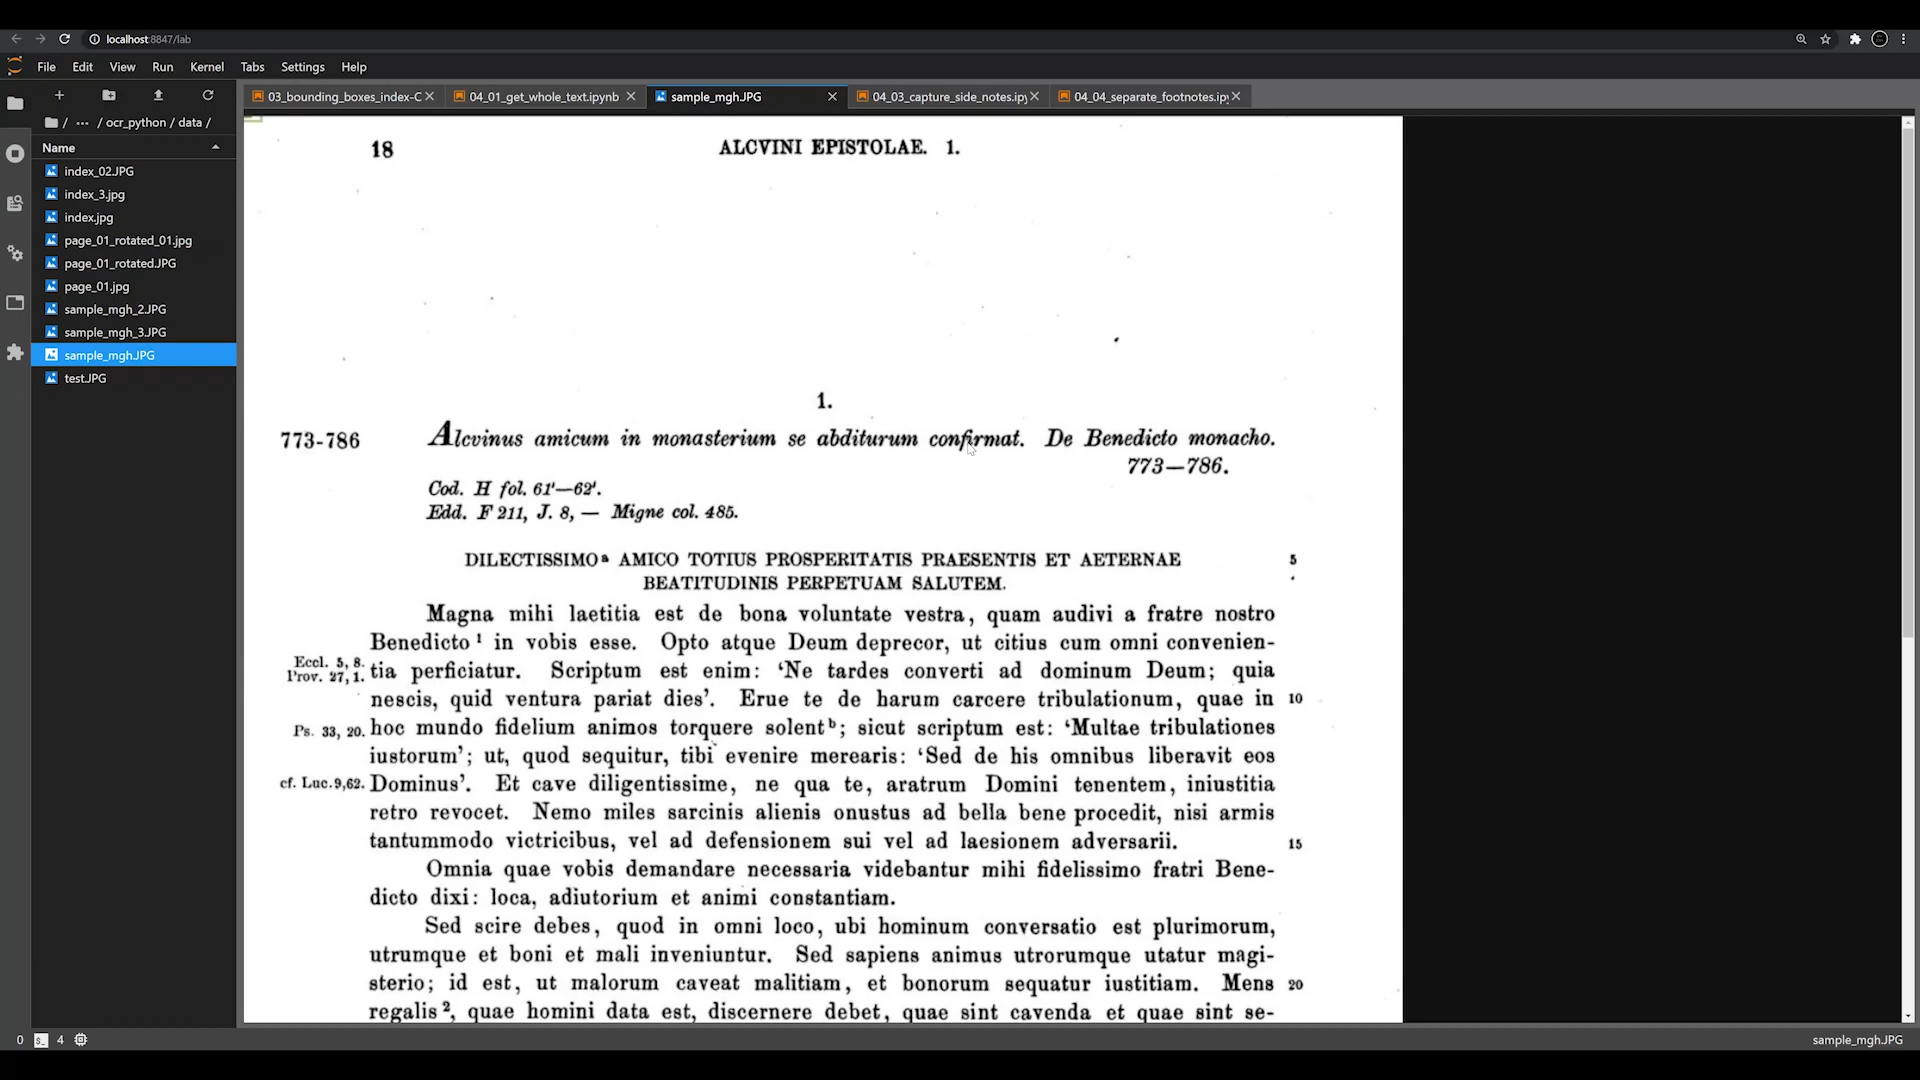 localhost:8847/lab
File Edit View Run Kernel Tabs Settings Help
03_bounding_boxes_index-C
04_01_get_whole_text.ipynb
sample_mgh.JPG
04_03_capture_side_notes.ipy
04_04_separate_footnotes.ip
/ ··· / ocr_python / data /
Name
index_02.JPG
index_3.jpg
index.jpg
page_01_rotated_01.jpg
page_01_rotated.JPG
page_01.jpg
sample_mgh_2.JPG
sample_mgh_3.JPG
sample_mgh.JPG
test.JPG
18 ALCVINI EPISTOLAE. 1.
1.
773-786 Alcvinus amicum in monasterium se abditurum confirmat. De Benedicto monacho.
773—786.
Cod. H fol. 61'—62'.
Edd. F 211, J. 8, — Migne col. 485.
DILECTISSIMOᵃ AMICO TOTIUS PROSPERITATIS PRAESENTIS ET AETERNAE 5
BEATITUDINIS PERPETUAM SALUTEM.
Magna mihi laetitia est de bona voluntate vestra, quam audivi a fratre nostro
Benedicto ¹ in vobis esse. Opto atque Deum deprecor, ut citius cum omni convenien-
Eccl. 5, 8.
Prov. 27, 1. tia perficiatur. Scriptum est enim: ‘Ne tardes converti ad dominum Deum; quia
nescis, quid ventura pariat dies’. Erue te de harum carcere tribulationum, quae in 10
Ps. 33, 20. hoc mundo fidelium animos torquere solentᵇ; sicut scriptum est: ‘Multae tribulationes
iustorum’; ut, quod sequitur, tibi evenire merearis: ‘Sed de his omnibus liberavit eos
cf. Luc. 9,62. Dominus’. Et cave diligentissime, ne qua te, aratrum Domini tenentem, iniustitia
retro revocet. Nemo miles sarcinis alienis onustus ad bella bene procedit, nisi armis
tantummodo victricibus, vel ad defensionem sui vel ad laesionem adversarii. 15
Omnia quae vobis demandare necessaria videbantur mihi fidelissimo fratri Bene-
dicto dixi: loca, adiutorium et animi constantiam.
Sed scire debes, quod in omni loco, ubi hominum conversatio est plurimorum,
utrumque et boni et mali inveniuntur. Sed sapiens animus utrorumque utatur magi-
sterio; id est, ut malorum caveat malitiam, et bonorum sequatur iustitiam. Mens 20
regalis ², quae homini data est, discernere debet, quae sint cavenda et quae sint se-
0 4 sample_mgh.JPG